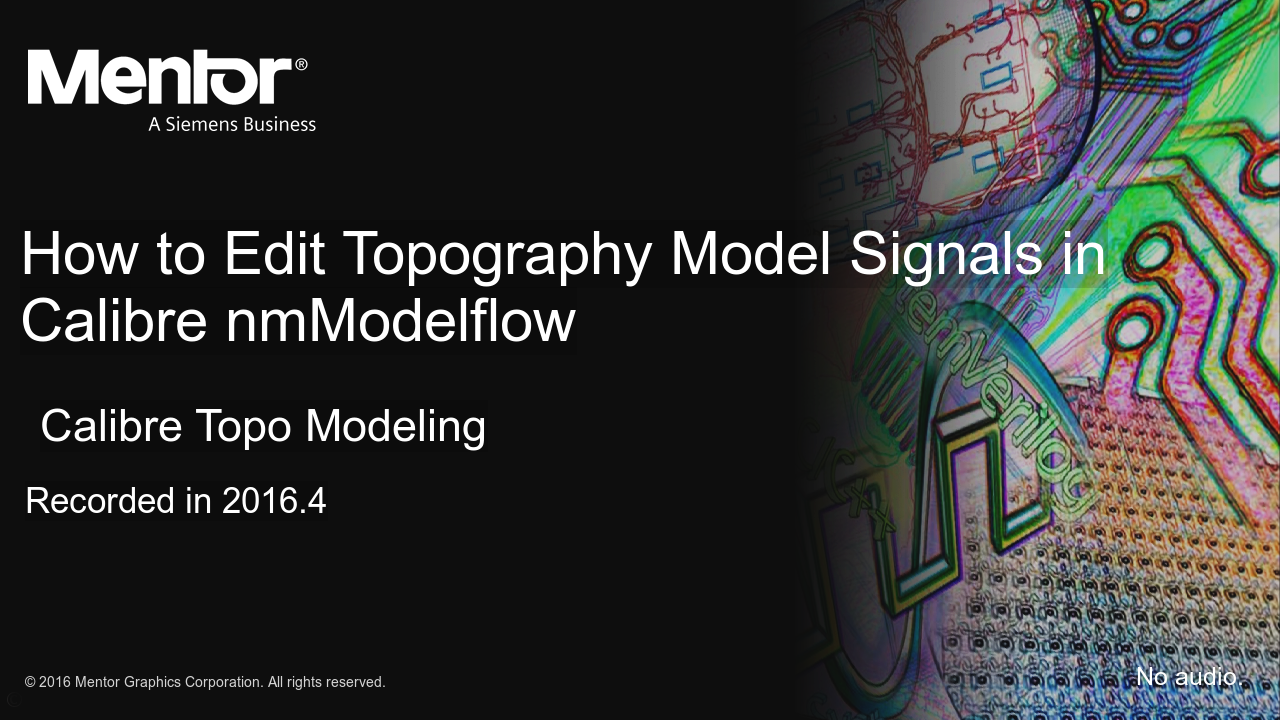 Mentor®
A Siemens Business
How to Edit Topography Model Signals in
Calibre nmModelflow
Calibre Topo Modeling
Recorded in 2016.4
temVerilog
C++
© 2016 Mentor Graphics Corporation. All rights reserved.
No audio.